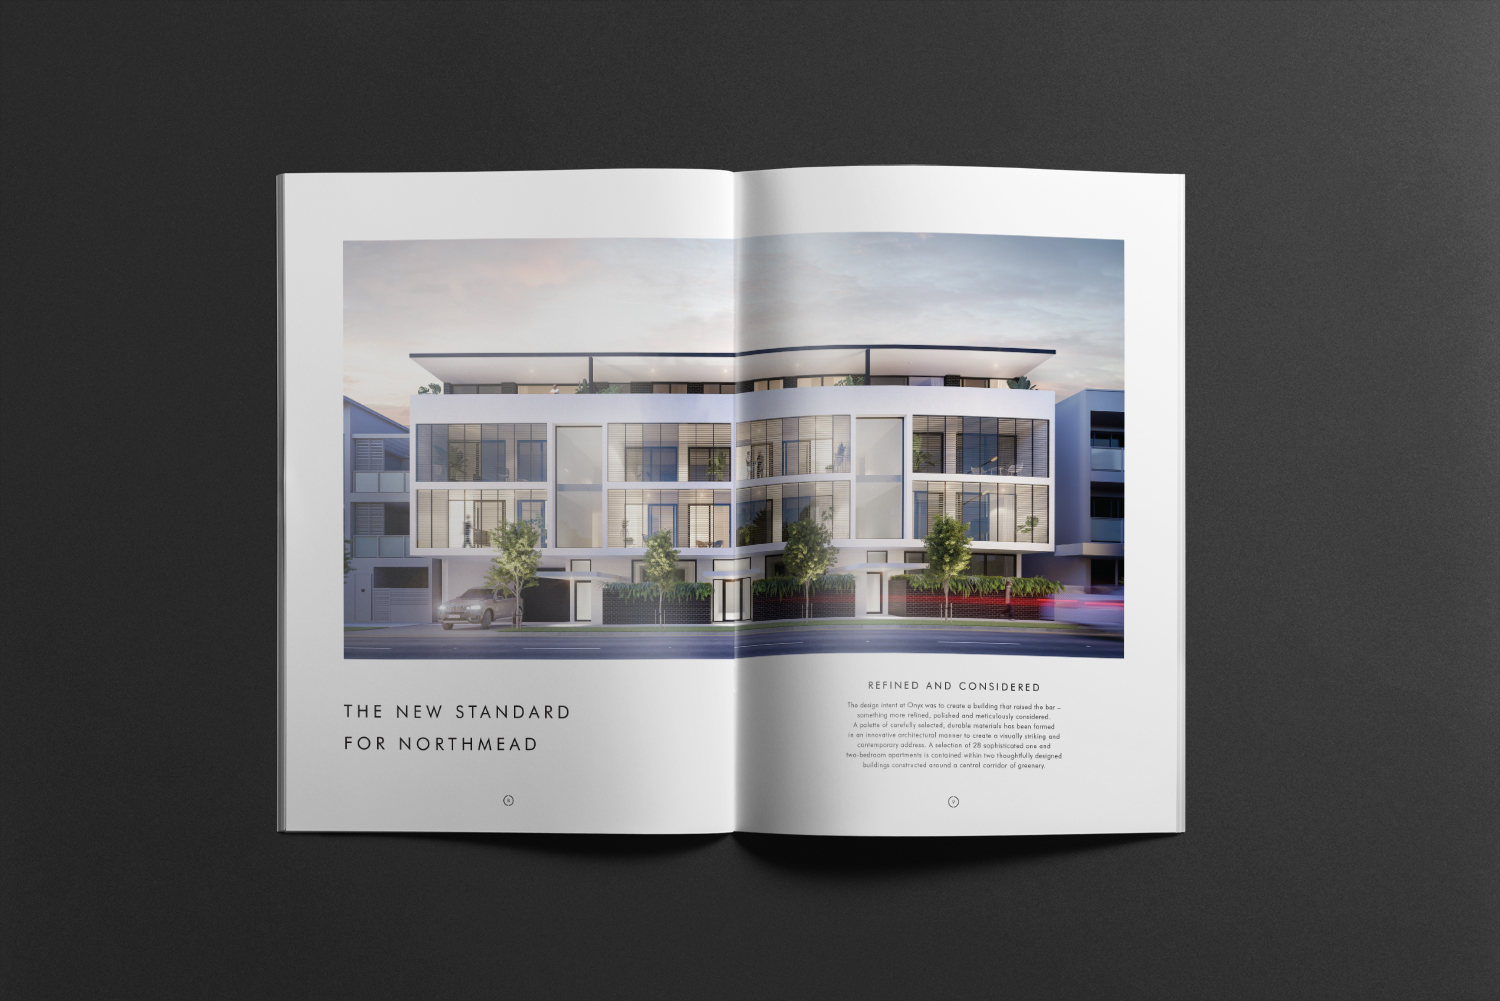 THE NEW STANDARD
FOR NORTHMEAD
8
REFINED AND CONSIDERED
The design intent at Onyx was to create a building that raised the bar –
something more refined, polished and meticulously considered.
A palette of carefully selected, durable materials has been formed
in an innovative architectural manner to create a visually striking and
contemporary address. A selection of 28 sophisticated one and
two-bedroom apartments is contained within two thoughtfully designed
buildings constructed around a central corridor of greenery.
9